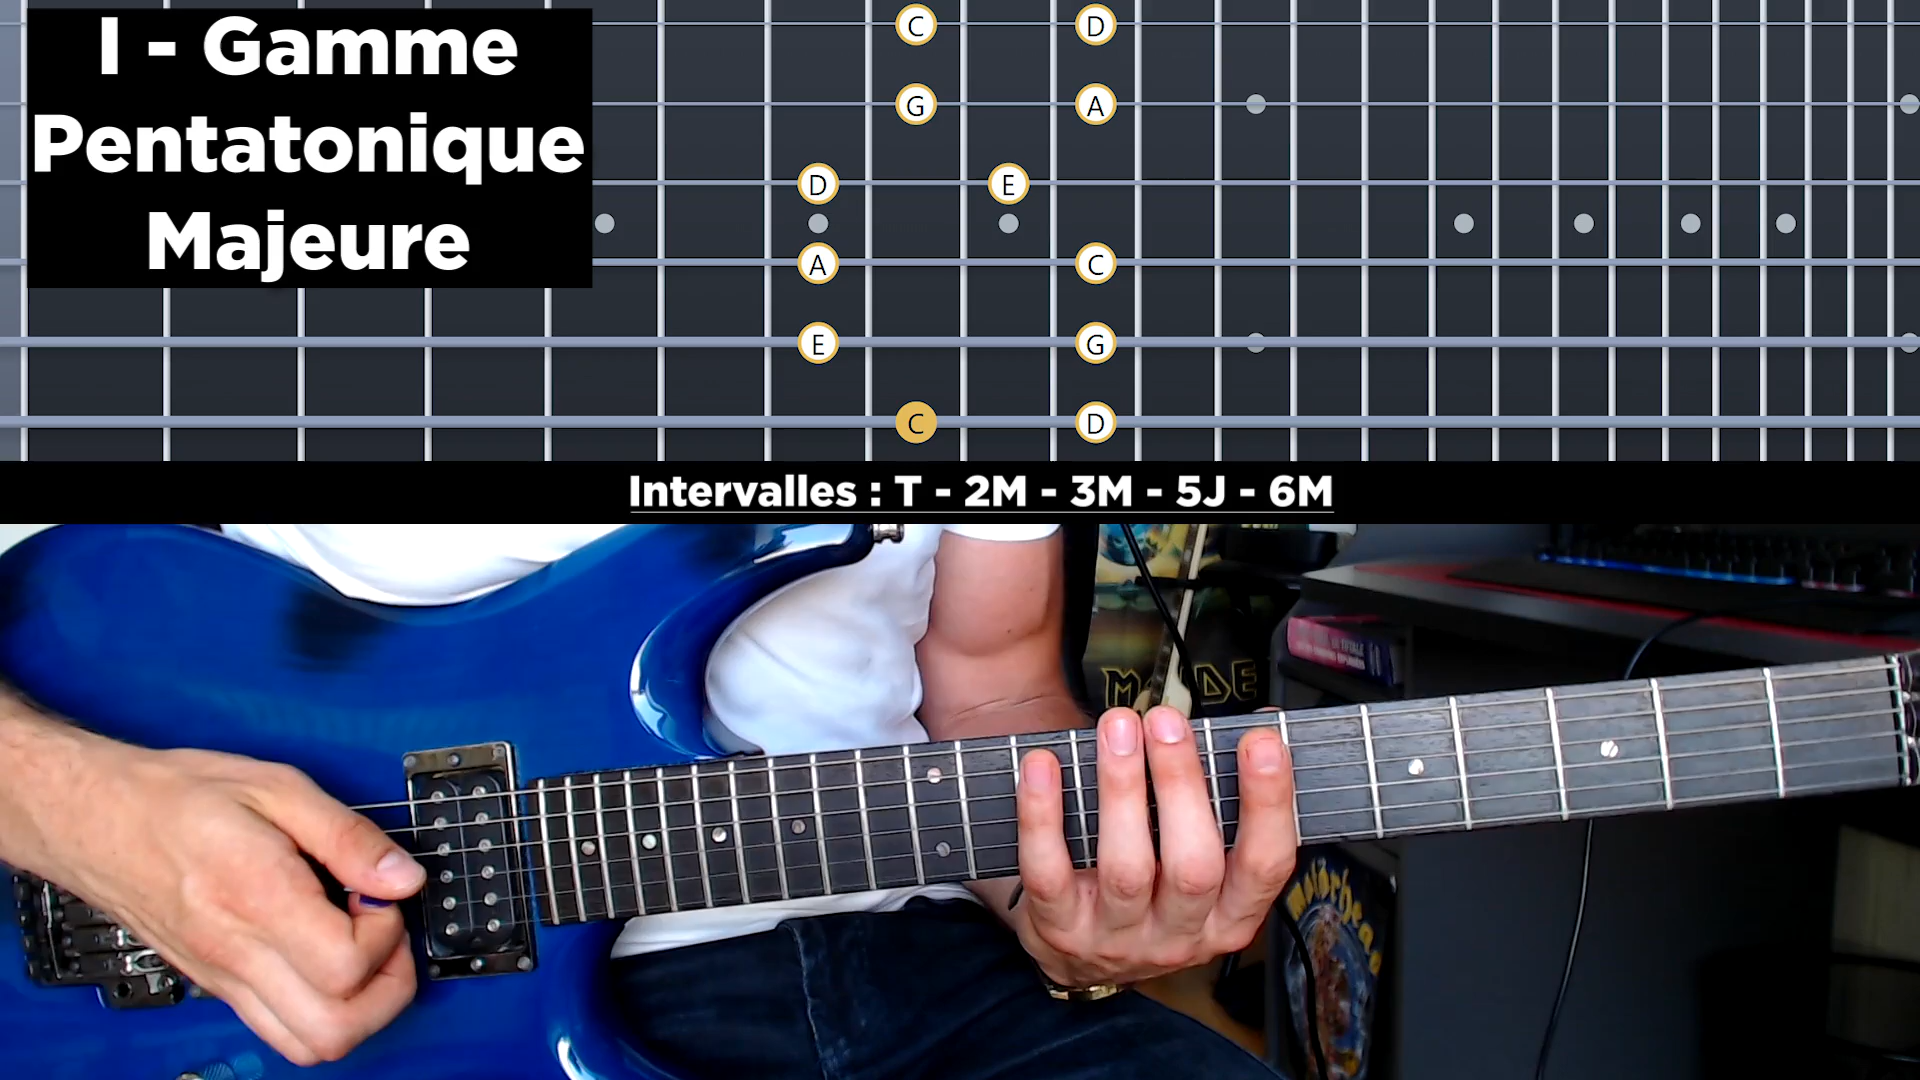 I - Gamme
Pentatonique
Majeure
C D
G A
D E
A C
E G
C D
Intervalles : T - 2M - 3M - 5J - 6M